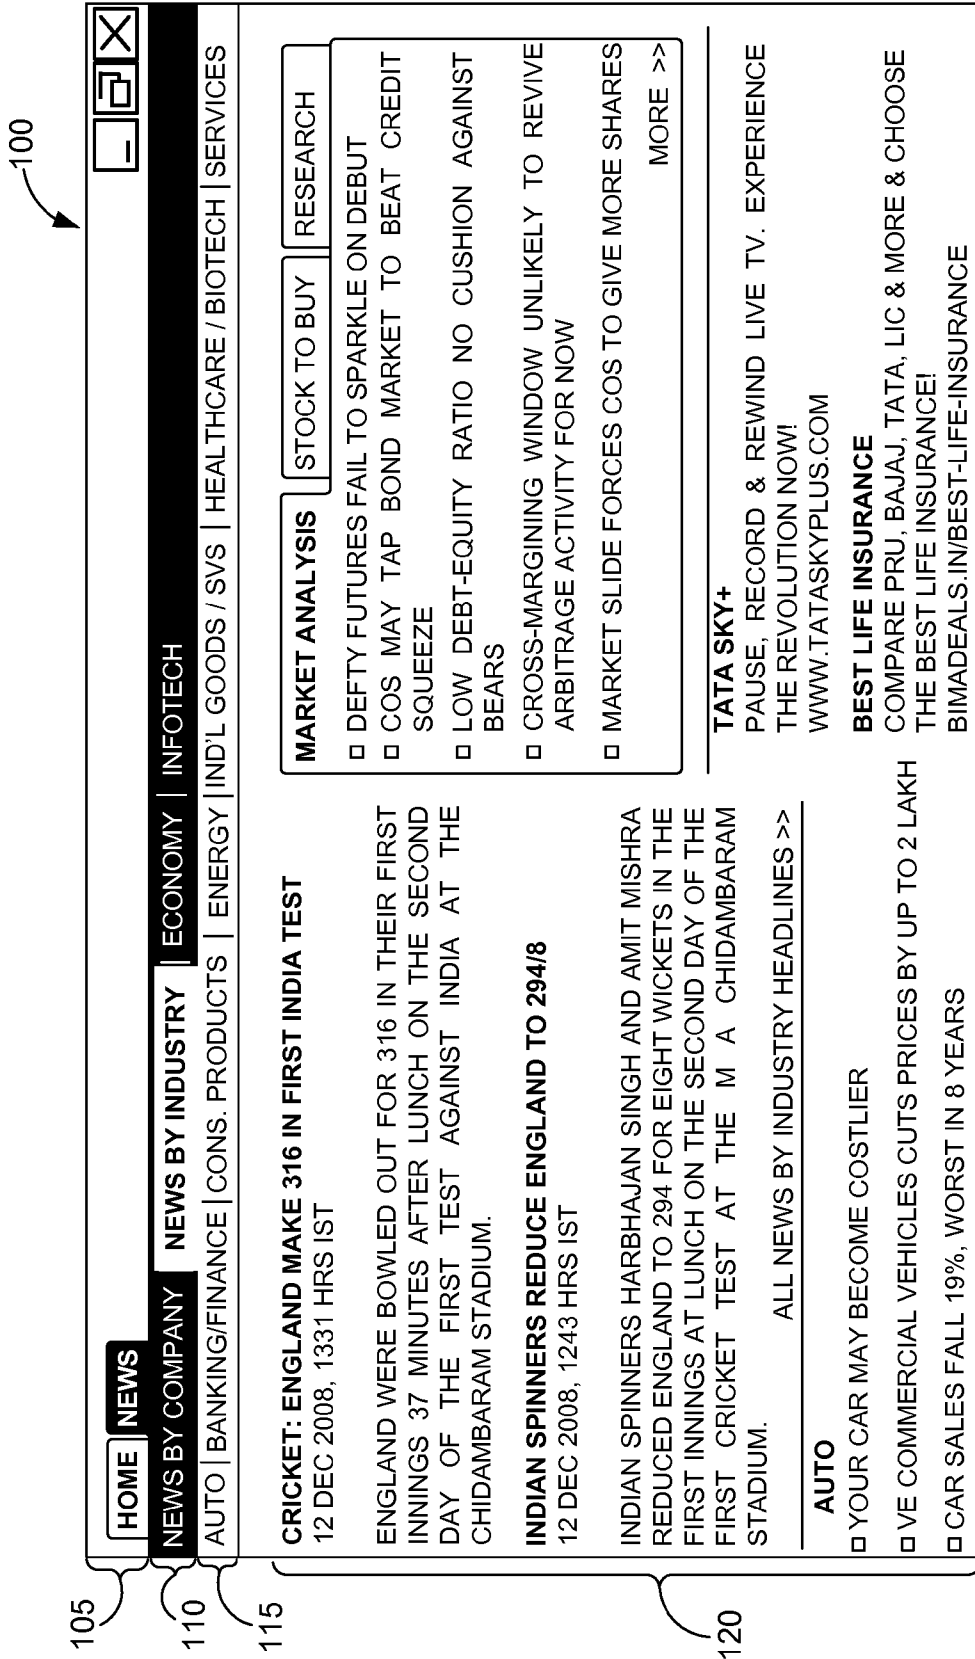 100
105
HOME NEWS
110
NEWS BY COMPANY NEWS BY INDUSTRY | ECONOMY | INFOTECH
115
AUTO | BANKING/FINANCE | CONS. PRODUCTS | ENERGY | IND'L GOODS / SVS | HEALTHCARE / BIOTECH | SERVICES
120
CRICKET: ENGLAND MAKE 316 IN FIRST INDIA TEST
12 DEC 2008, 1331 HRS IST
ENGLAND WERE BOWLED OUT FOR 316 IN THEIR FIRST
INNINGS 37 MINUTES AFTER LUNCH ON THE SECOND
DAY OF THE FIRST TEST AGAINST INDIA AT THE
CHIDAMBARAM STADIUM.
INDIAN SPINNERS REDUCE ENGLAND TO 294/8
12 DEC 2008, 1243 HRS IST
INDIAN SPINNERS HARBHAJAN SINGH AND AMIT MISHRA
REDUCED ENGLAND TO 294 FOR EIGHT WICKETS IN THE
FIRST INNINGS AT LUNCH ON THE SECOND DAY OF THE
FIRST CRICKET TEST AT THE M A CHIDAMBARAM
STADIUM.
ALL NEWS BY INDUSTRY HEADLINES >>
AUTO
YOUR CAR MAY BECOME COSTLIER
VE COMMERCIAL VEHICLES CUTS PRICES BY UP TO 2 LAKH
CAR SALES FALL 19%, WORST IN 8 YEARS
MARKET ANALYSIS STOCK TO BUY RESEARCH
DEFTY FUTURES FAIL TO SPARKLE ON DEBUT
COS MAY TAP BOND MARKET TO BEAT CREDIT
SQUEEZE
LOW DEBT-EQUITY RATIO NO CUSHION AGAINST
BEARS
CROSS-MARGINING WINDOW UNLIKELY TO REVIVE
ARBITRAGE ACTIVITY FOR NOW
MARKET SLIDE FORCES COS TO GIVE MORE SHARES
MORE >>
TATA SKY+
PAUSE, RECORD & REWIND LIVE TV. EXPERIENCE
THE REVOLUTION NOW!
WWW.TATASKYPLUS.COM
BEST LIFE INSURANCE
COMPARE PRU, BAJAJ, TATA, LIC & MORE & CHOOSE
THE BEST LIFE INSURANCE!
BIMADEALS.IN/BEST-LIFE-INSURANCE